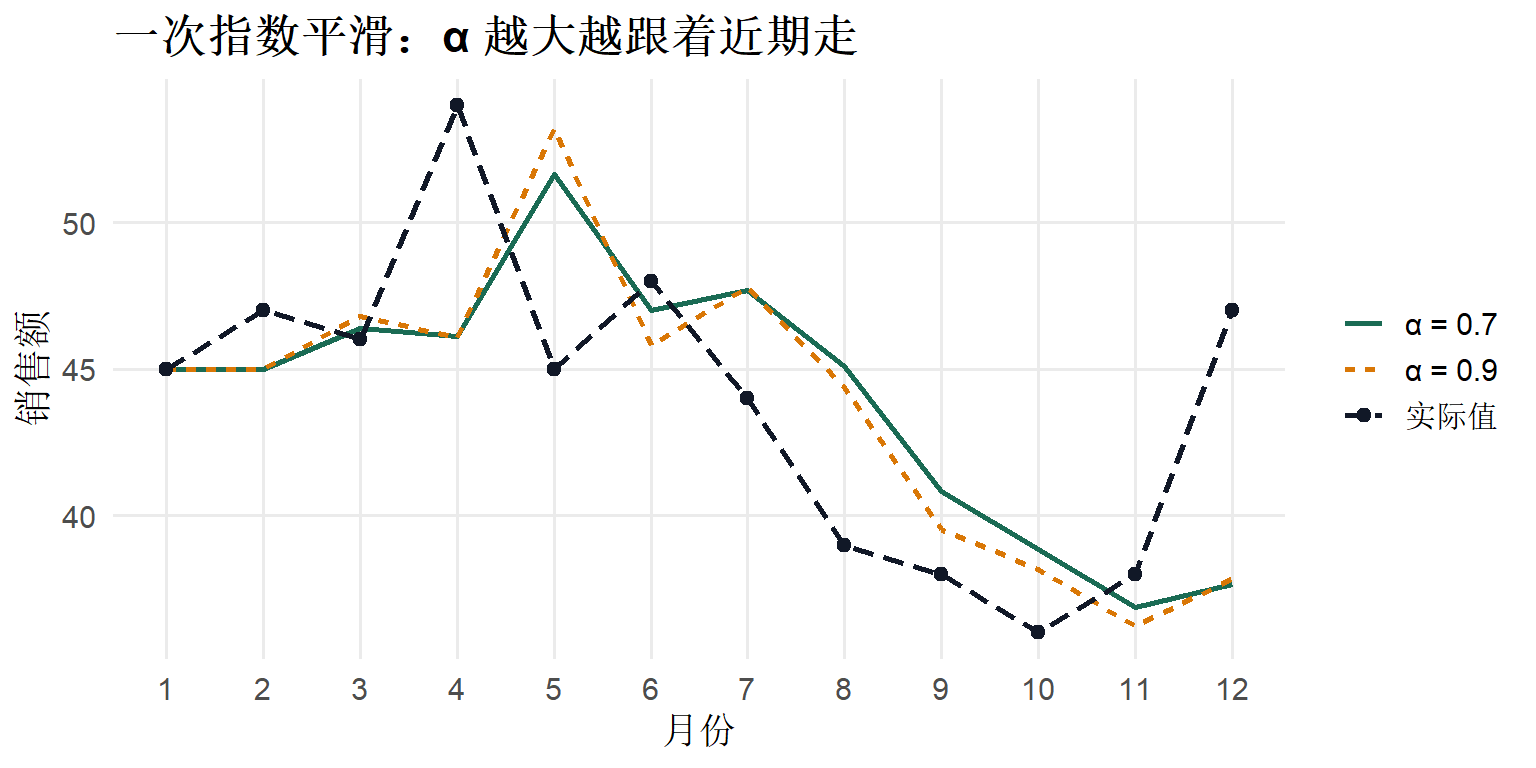 一次指数平滑：α 越大越跟着近期走
销售额
50
45
40
1 2 3 4 5 6 7 8 9 10 11 12
月份
α = 0.7
α = 0.9
实际值